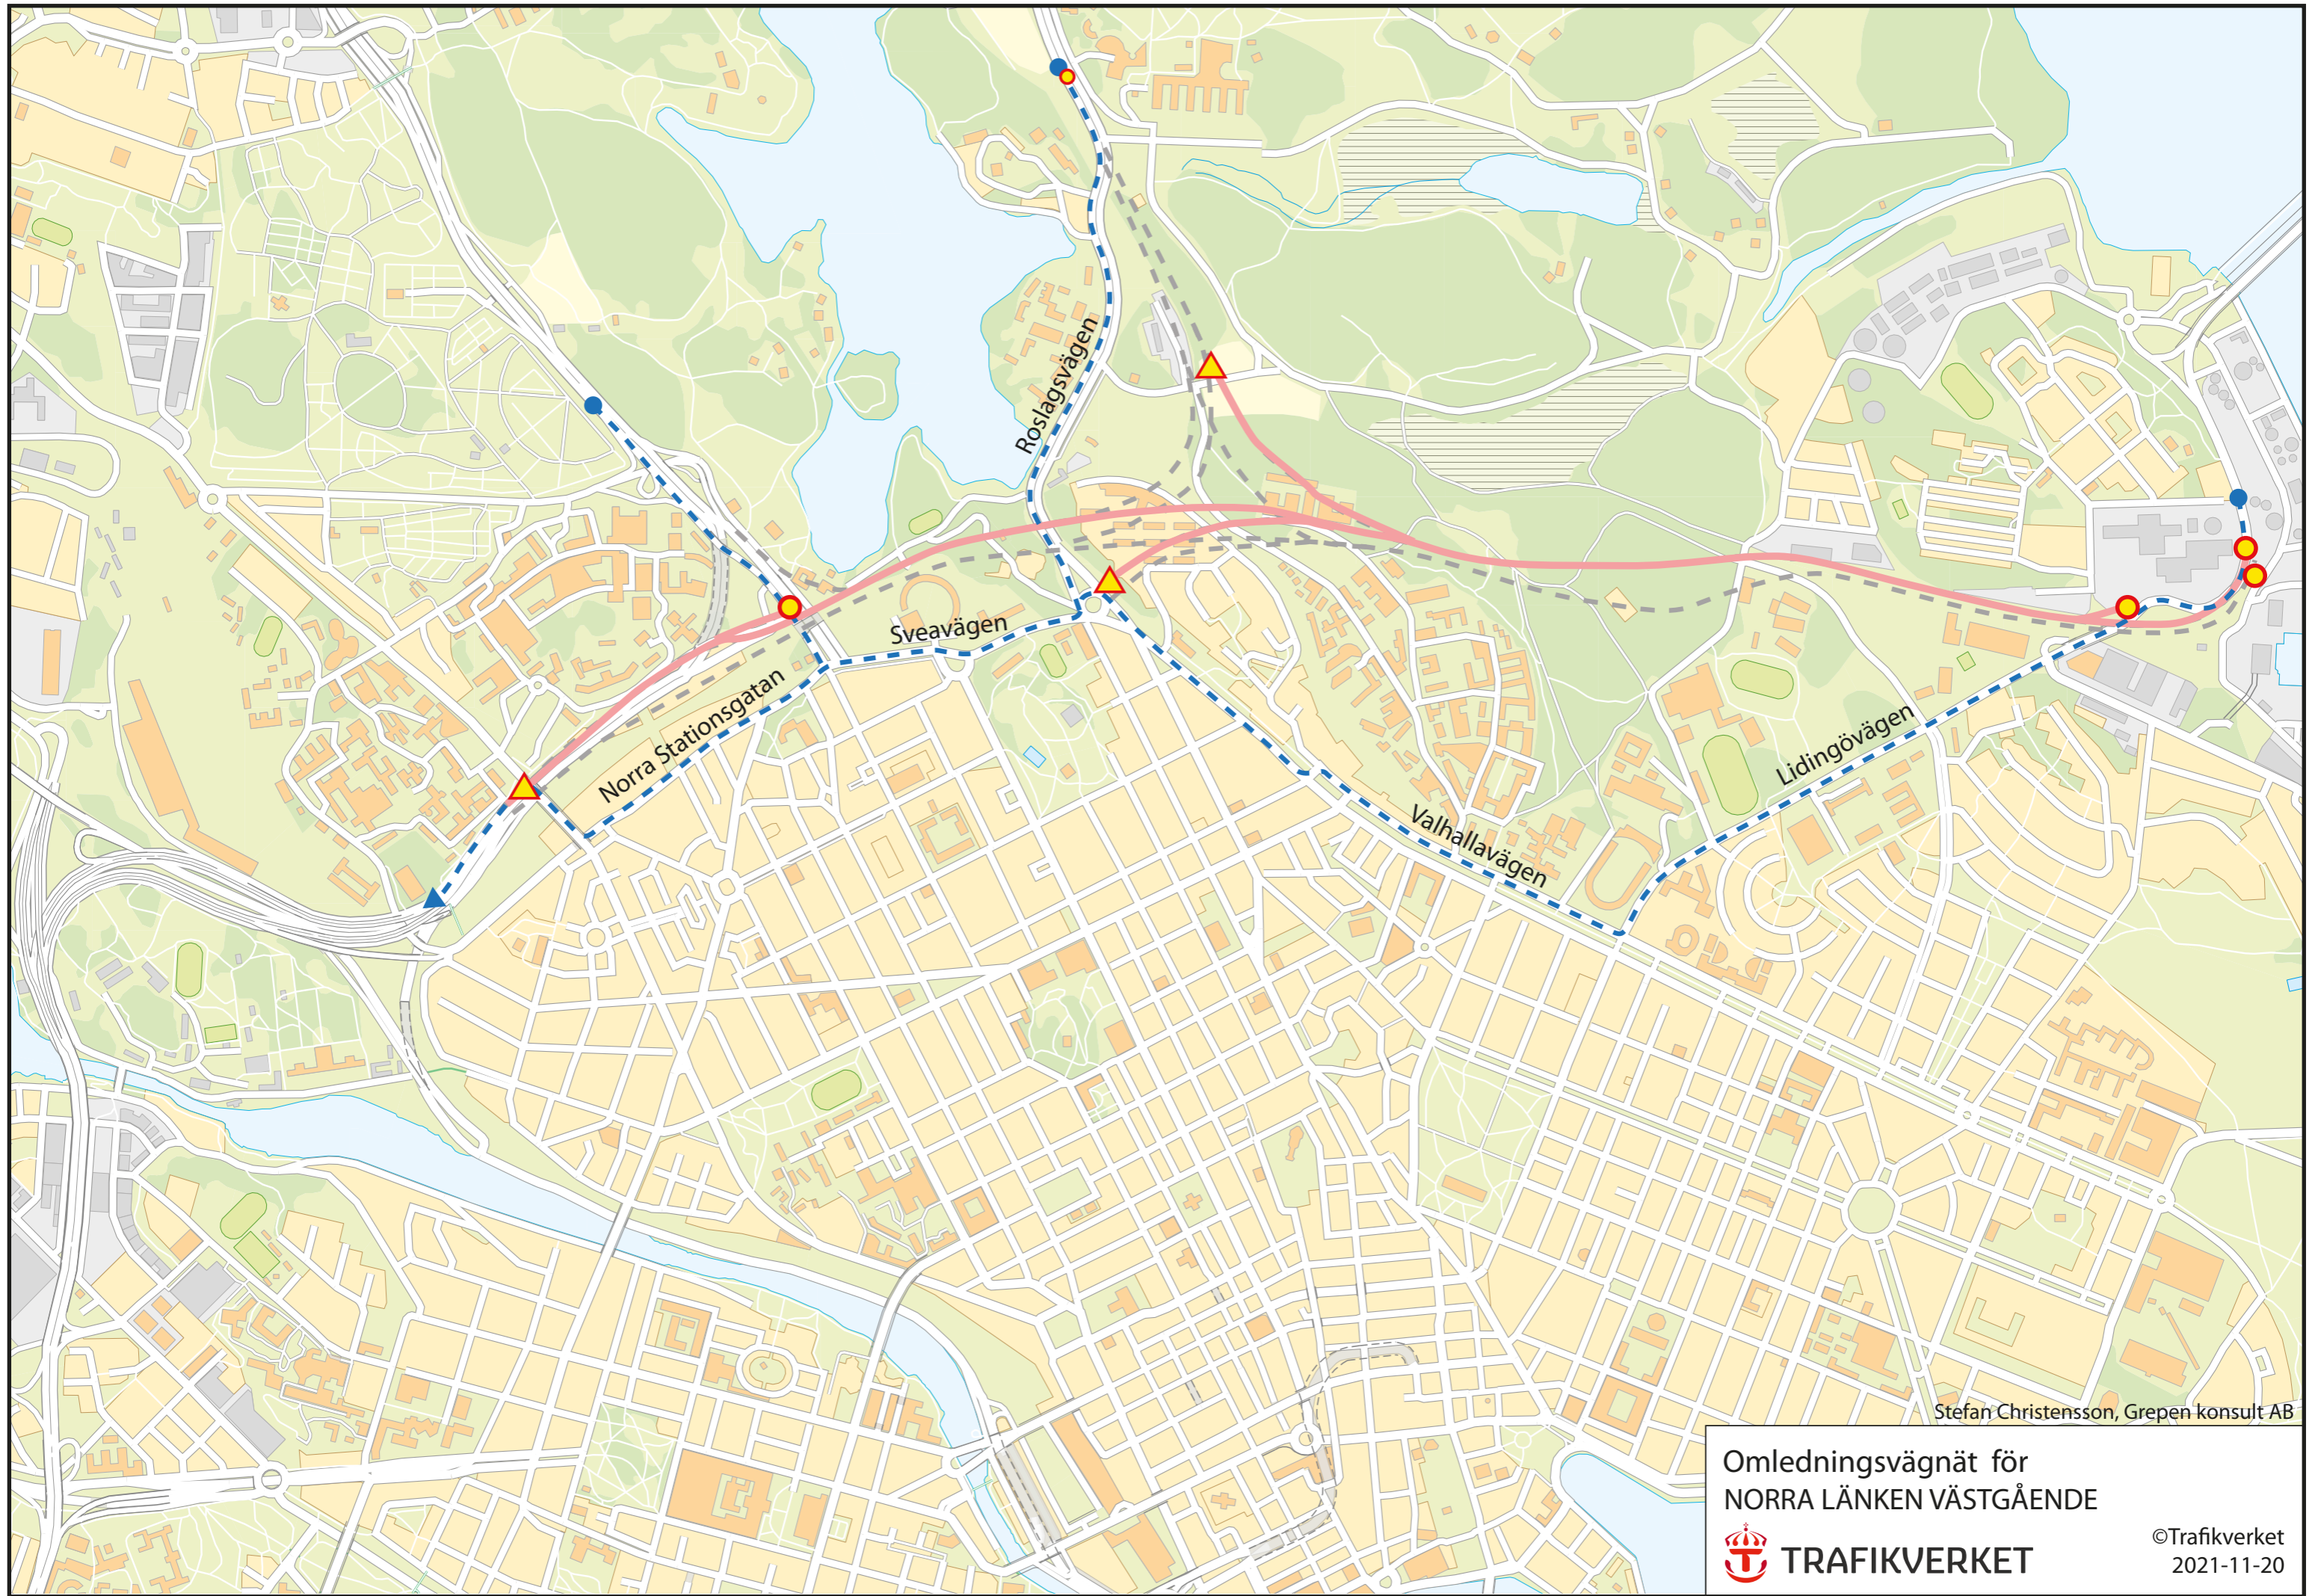 Roslagsvägen
Sveavägen
Norra Stationsgatan
Lidingövägen
Valhallavägen
Stefan Christensson, Grepen konsult AB
Omledningsvägnät för
NORRA LÄNKEN VÄSTGÅENDE
TRAFIKVERKET
©Trafikverket
2021-11-20